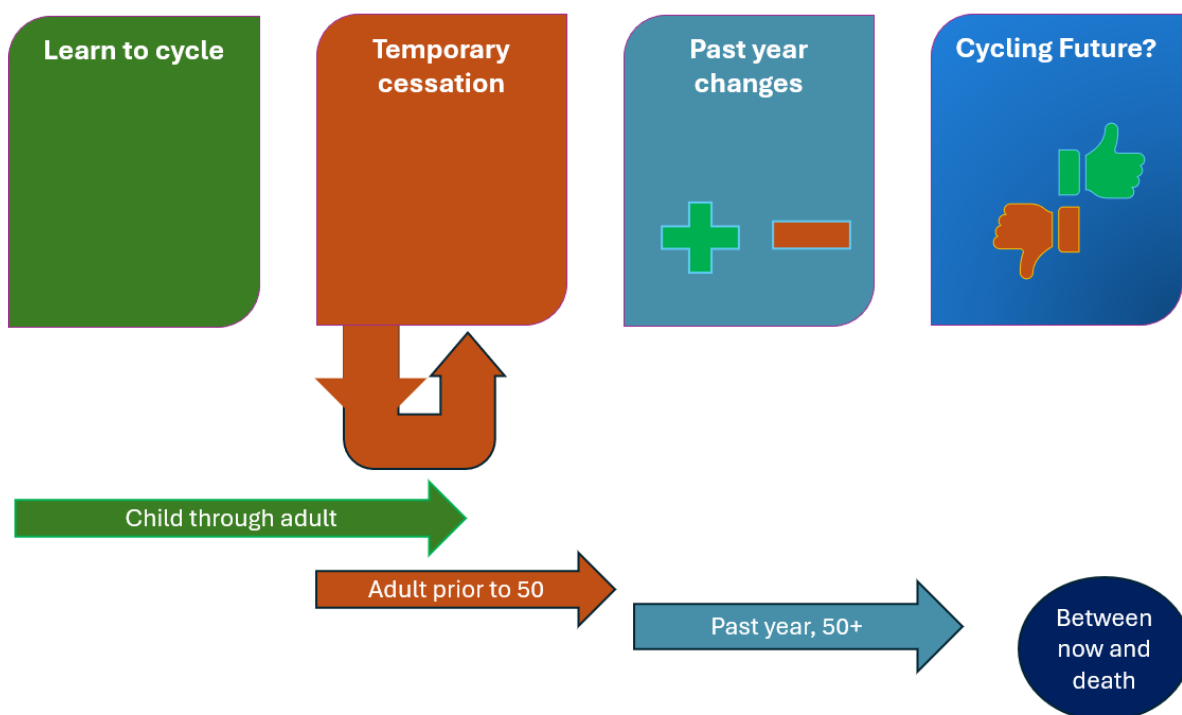 Learn to cycle
Temporary
cessation
Past year
changes
Cycling Future?
Child through adult
Adult prior to 50
Past year, 50+
Between
now and
death